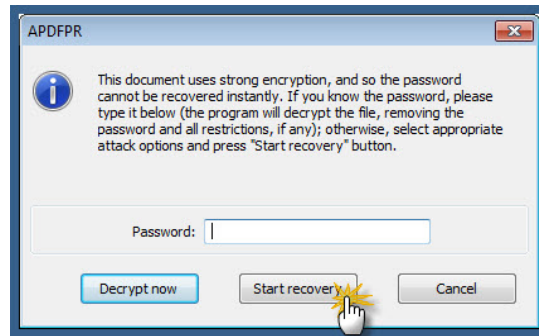 APDFPR
This document uses strong encryption, and so the password
cannot be recovered instantly. If you know the password, please
type it below (the program will decrypt the file, removing the
password and all restrictions, if any); otherwise, select appropriate
attack options and press "Start recovery" button.
Password:
Decrypt now Start recovery Cancel